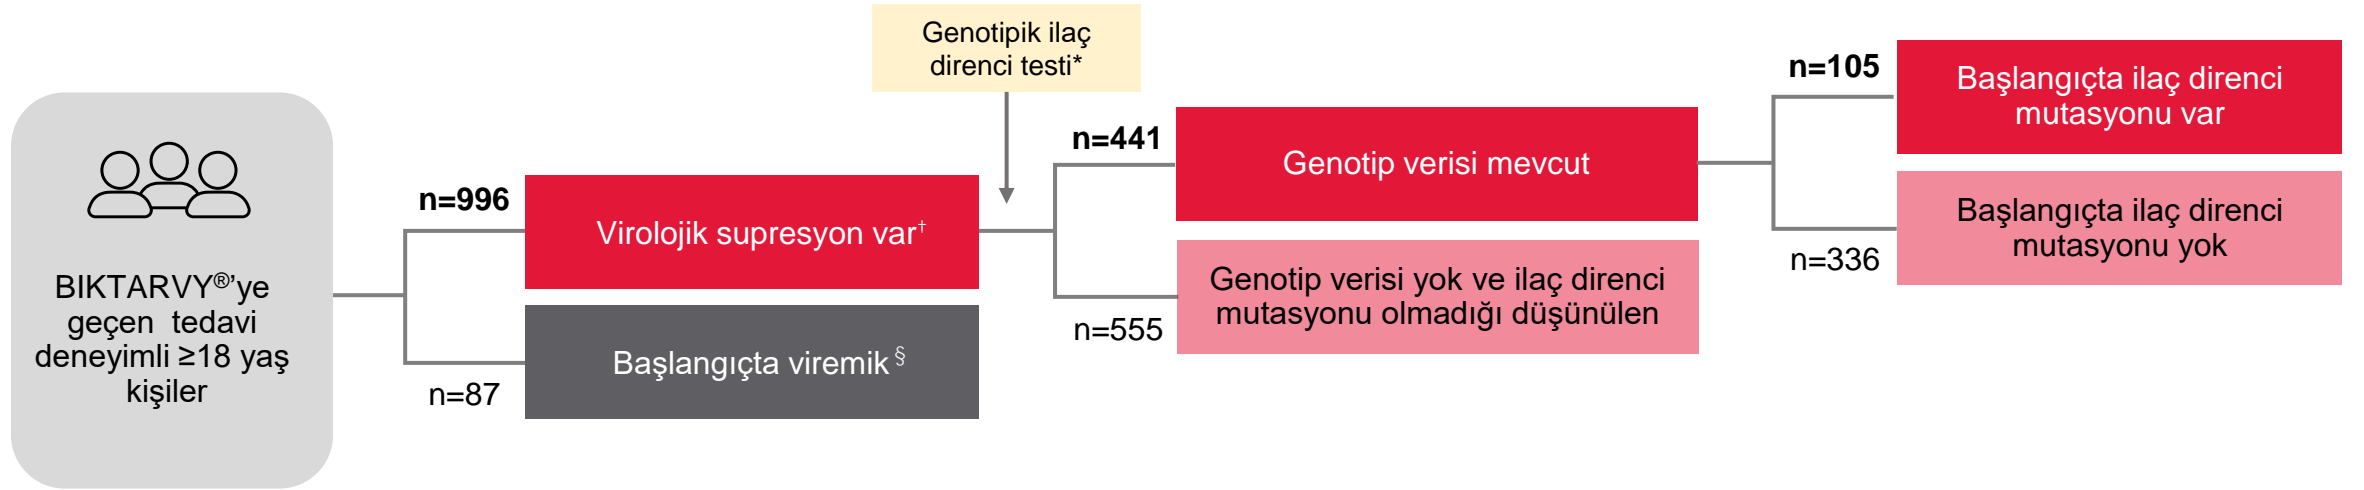 BIKTARVY®'ye
geçen tedavi
deneyimli ≥18 yaş
kişiler
n=996
Virolojik supresyon var†
n=87
Başlangıçta viremik §
Genotipik ilaç
direnci testi*
n=441
Genotip verisi mevcut
n=555
Genotip verisi yok ve ilaç direnci
mutasyonu olmadığı düşünülen
n=105
Başlangıçta ilaç direnci
mutasyonu var
n=336
Başlangıçta ilaç direnci
mutasyonu yok